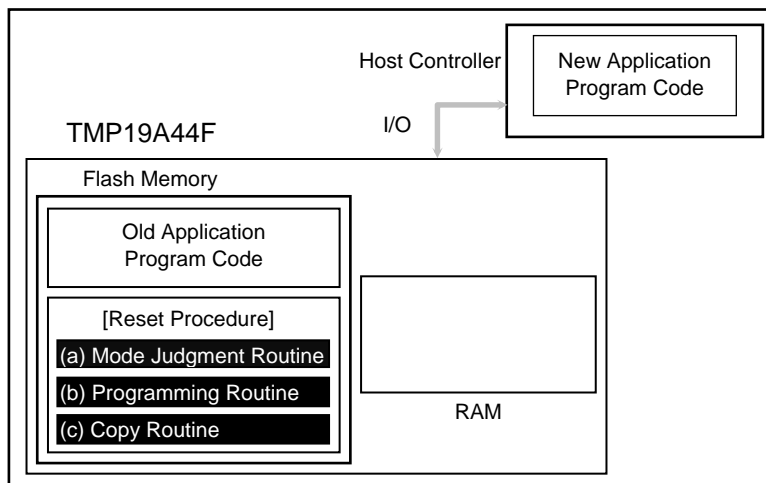 Host Controller
New Application
Program Code
I/O
TMP19A44F
Flash Memory
Old Application
Program Code
[Reset Procedure]
(a) Mode Judgment Routine
(b) Programming Routine
(c) Copy Routine
RAM